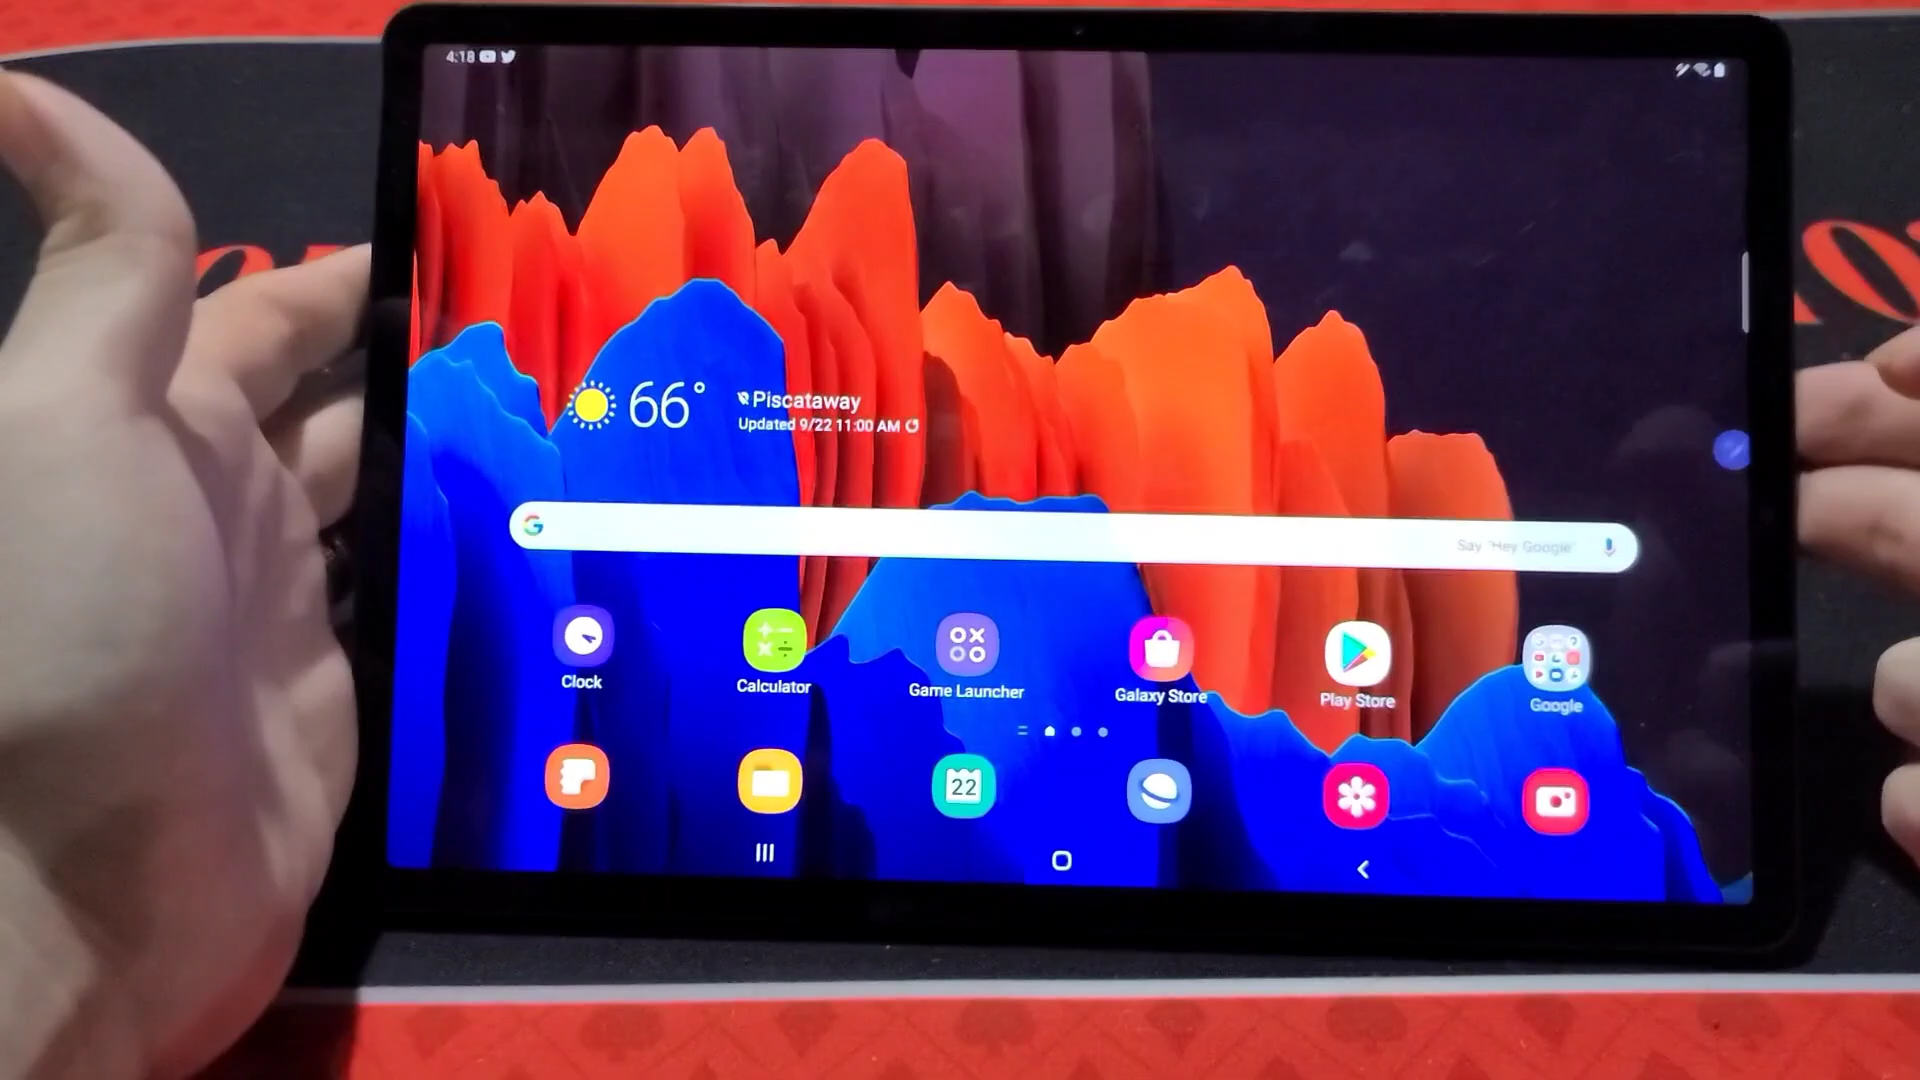 4:18
66°
Piscataway
Updated 9/22 11:00 AM
G
Say "Hey Google"
Clock
Calculator
Game Launcher
Galaxy Store
Play Store
Google
22